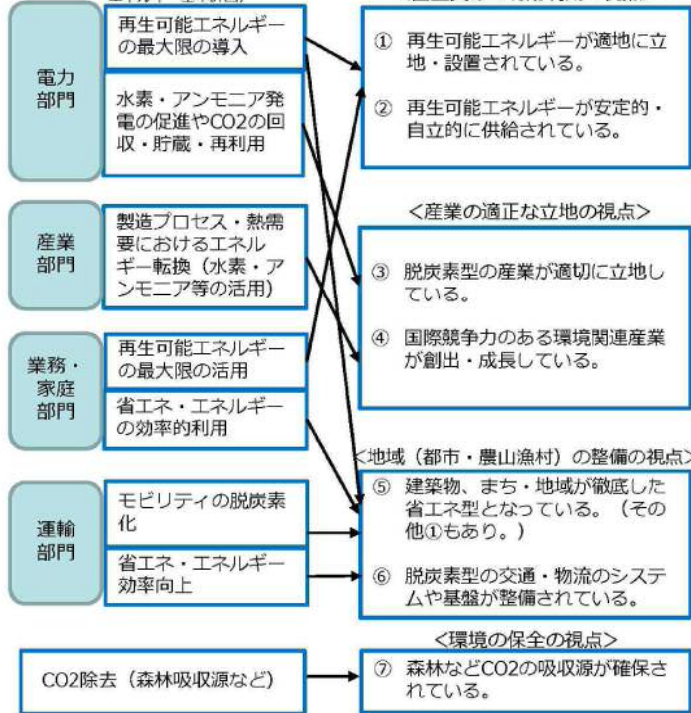 電力
部門
再生可能エネルギー
の最大限の導入
水素・アンモニア発
電の促進やCO2の回
収・貯蔵・再利用
① 再生可能エネルギーが適地に立
地・設置されている。
② 再生可能エネルギーが安定的・
自立的に供給されている。
産業
部門
製造プロセス・熱需
要におけるエネル
ギー転換（水素・ア
ンモニア等の活用）
＜産業の適正な立地の視点＞
③ 脱炭素型の産業が適切に立地し
ている。
④ 国際競争力のある環境関連産業
が創出・成長している。
業務・
家庭
部門
再生可能エネルギー
の最大限の活用
省エネ・エネルギー
の効率的利用
＜地域（都市・農山漁村）の整備の視点＞
⑤ 建築物、まち・地域が徹底した
省エネ型となっている。（その
他①もあり。）
⑥ 脱炭素型の交通・物流のシステ
ムや基盤が整備されている。
運輸
部門
モビリティの脱炭素
化
省エネ・エネルギー
効率向上
CO2除去（森林吸収源など）
＜環境の保全の視点＞
⑦ 森林などCO2の吸収源が確保さ
れている。